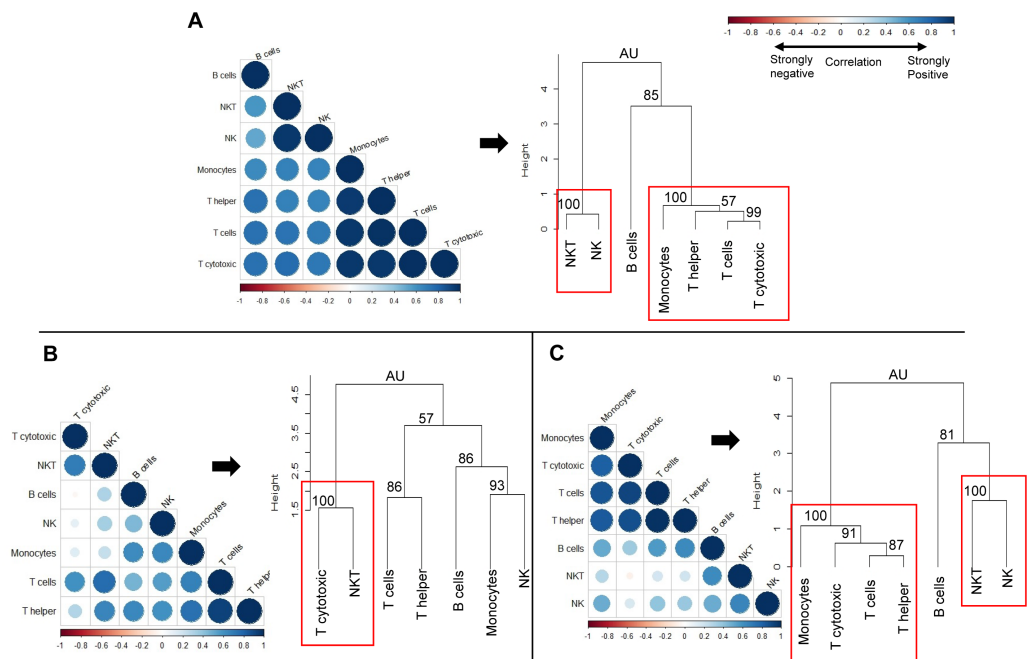 A
-1 -0.8 -0.6 -0.4 -0.2 0 0.2 0.4 0.6 0.8 1
Strongly negative
Correlation
Strongly Positive
B cells
NKT
NK
Monocytes
T helper
T cells
T cytotoxic
B cells
NKT
NK
Monocytes
T helper
T cells
T cytotoxic
-1 -0.8 -0.6 -0.4 -0.2 0 0.2 0.4 0.6 0.8 1
Height
0 1 2 3 4
AU
85
100
100
57
99
NKT
NK
B cells
Monocytes
T helper
T cells
T cytotoxic
B
T cytotoxic
NKT
B cells
NK
Monocytes
T cells
T helper
T cytotoxic
NKT
B cells
NK
Monocytes
T cells
T helpe
-1 -0.8 -0.6 -0.4 -0.2 0 0.2 0.4 0.6 0.8 1
Height
1.5 2.5 3.5 4.5
AU
57
86
100
86
93
T cytotoxic
NKT
T cells
T helper
B cells
Monocytes
NK
C
Monocytes
T cytotoxic
T cells
T helper
B cells
NKT
NK
Monocytes
T cytotoxic
T cells
T helper
B cells
NKT
NK
-1 -0.8 -0.6 -0.4 -0.2 0 0.2 0.4 0.6 0.8 1
Height
0 1 2 3 4 5
AU
81
100
100
91
87
Monocytes
T cytotoxic
T cells
T helper
B cells
NKT
NK